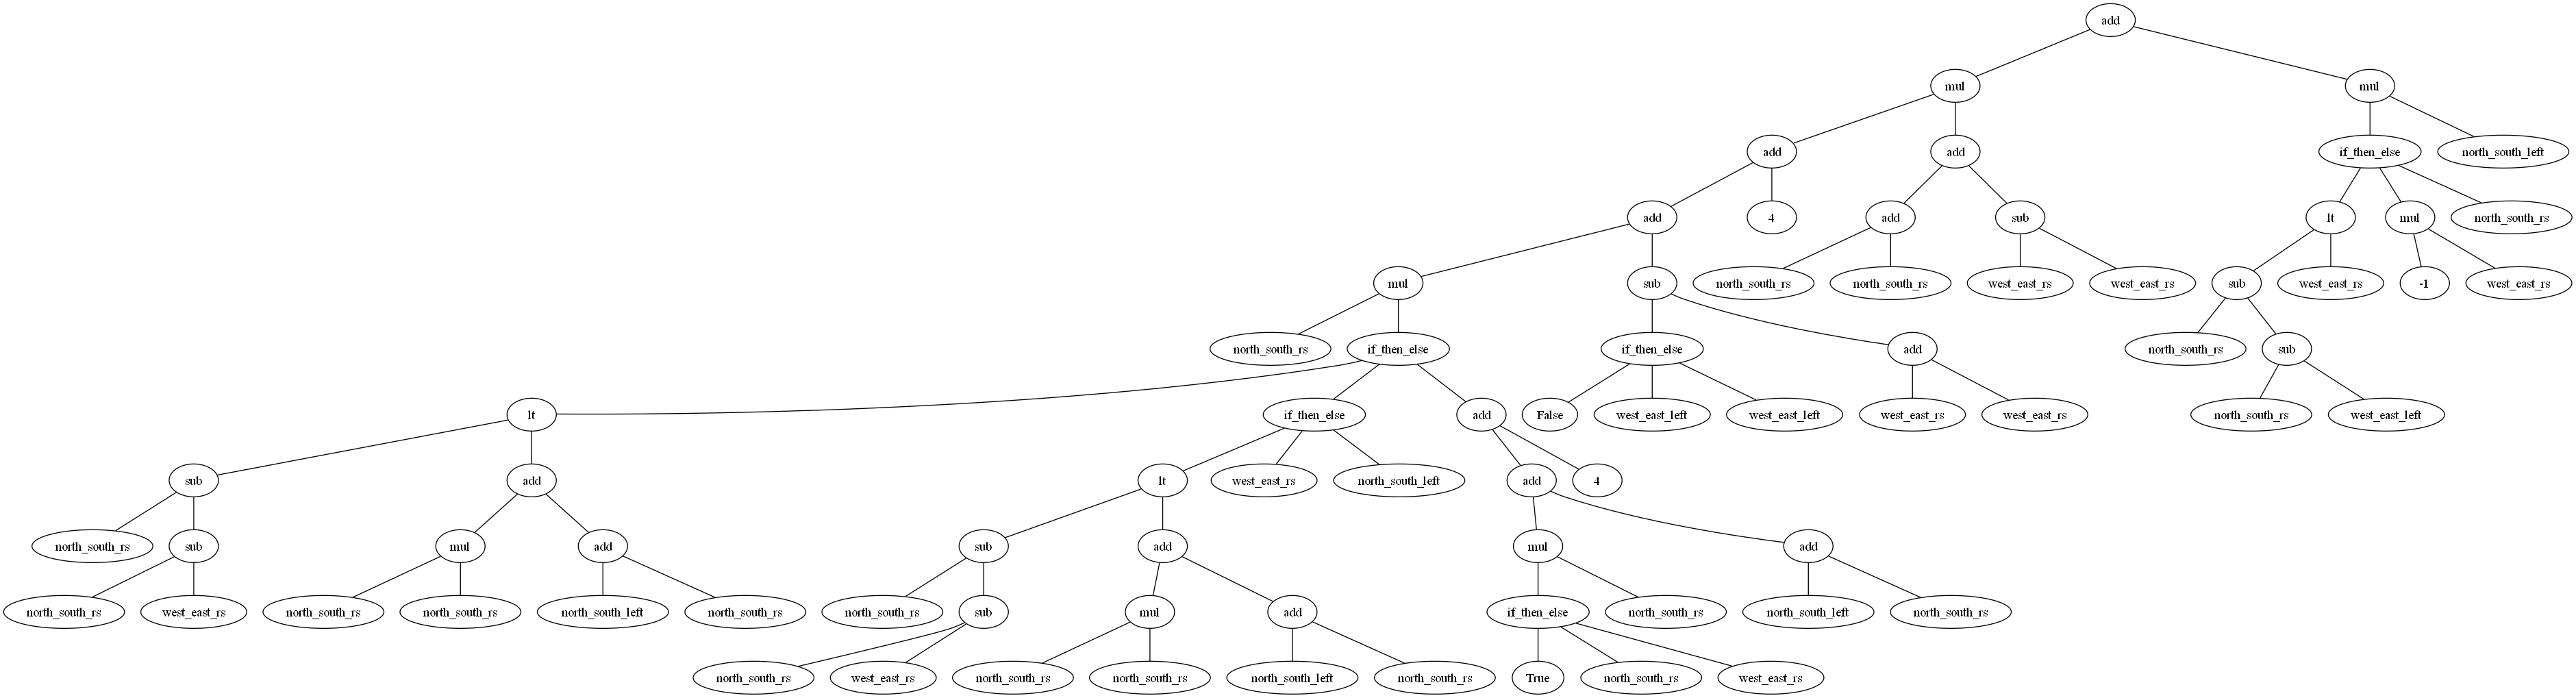 add
mul mul
add add if_then_else north_south_left
add 4 add sub lt mul north_south_rs
mul sub north_south_rs north_south_rs west_east_rs west_east_rs sub west_east_rs -1 west_east_rs
north_south_rs if_then_else if_then_else add north_south_rs sub
lt if_then_else add False west_east_left west_east_left west_east_rs west_east_rs north_south_rs west_east_left
sub add lt west_east_rs north_south_left add 4
north_south_rs sub mul add sub add mul add
north_south_rs west_east_rs north_south_rs north_south_rs north_south_left north_south_rs north_south_rs sub mul add if_then_else north_south_rs north_south_left north_south_rs
north_south_rs west_east_rs north_south_rs north_south_rs north_south_left north_south_rs True north_south_rs west_east_rs